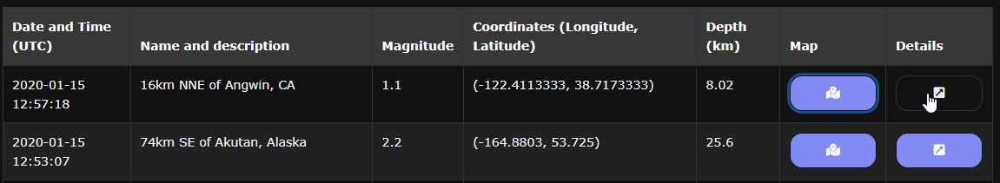 Date and Time (UTC) Name and description Magnitude Coordinates (Longitude, Latitude) Depth (km) Map Details
2020-01-15 12:57:18 16km NNE of Angwin, CA 1.1 (-122.4113333, 38.7173333) 8.02
2020-01-15 12:53:07 74km SE of Akutan, Alaska 2.2 (-164.8803, 53.725) 25.6